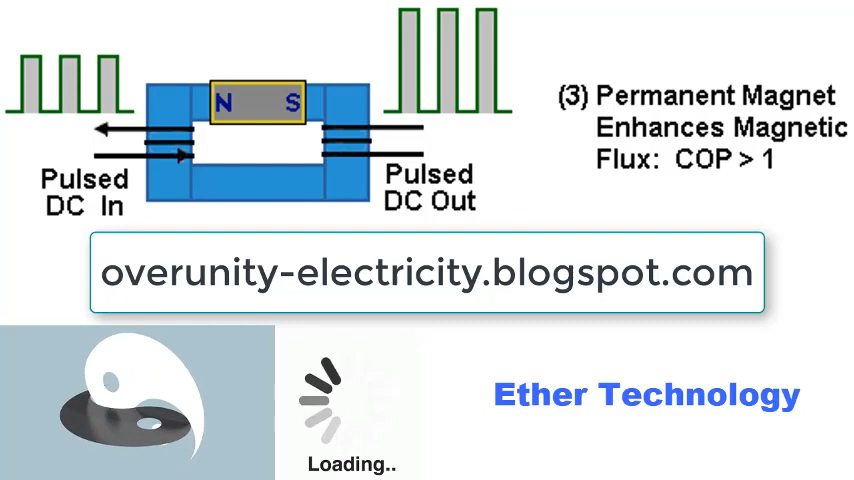 N S
(3) Permanent Magnet
Enhances Magnetic
Flux: COP > 1
Pulsed
DC In
Pulsed
DC Out
overunity-electricity.blogspot.com
Loading..
Ether Technology